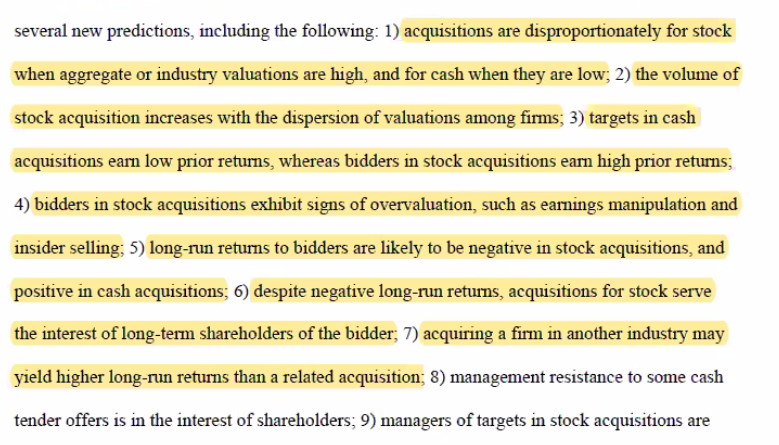 several new predictions, including the following: 1) acquisitions are disproportionately for stock
when aggregate or industry valuations are high, and for cash when they are low; 2) the volume of
stock acquisition increases with the dispersion of valuations among firms; 3) targets in cash
acquisitions earn low prior returns, whereas bidders in stock acquisitions earn high prior returns;
4) bidders in stock acquisitions exhibit signs of overvaluation, such as earnings manipulation and
insider selling; 5) long-run returns to bidders are likely to be negative in stock acquisitions, and
positive in cash acquisitions; 6) despite negative long-run returns, acquisitions for stock serve
the interest of long-term shareholders of the bidder; 7) acquiring a firm in another industry may
yield higher long-run returns than a related acquisition; 8) management resistance to some cash
tender offers is in the interest of shareholders; 9) managers of targets in stock acquisitions are